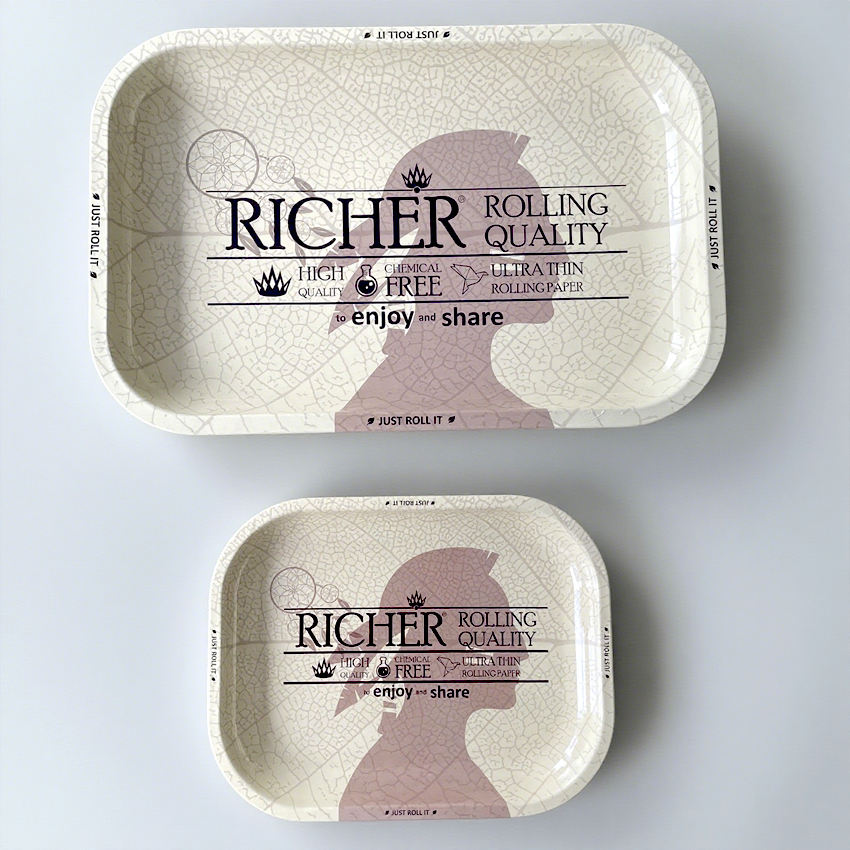 JUST ROLL IT
JUST ROLL IT
JUST ROLL IT
RICHER®
ROLLING
QUALITY
HIGH
QUALITY
CHEMICAL
FREE
ULTRA THIN
ROLLING PAPER
to enjoy and share
JUST ROLL IT
JUST ROLL IT
JUST ROLL IT
JUST ROLL IT
RICHER®
ROLLING
QUALITY
HIGH
QUALITY
CHEMICAL
FREE
ULTRA THIN
ROLLING PAPER
to enjoy and share
JUST ROLL IT